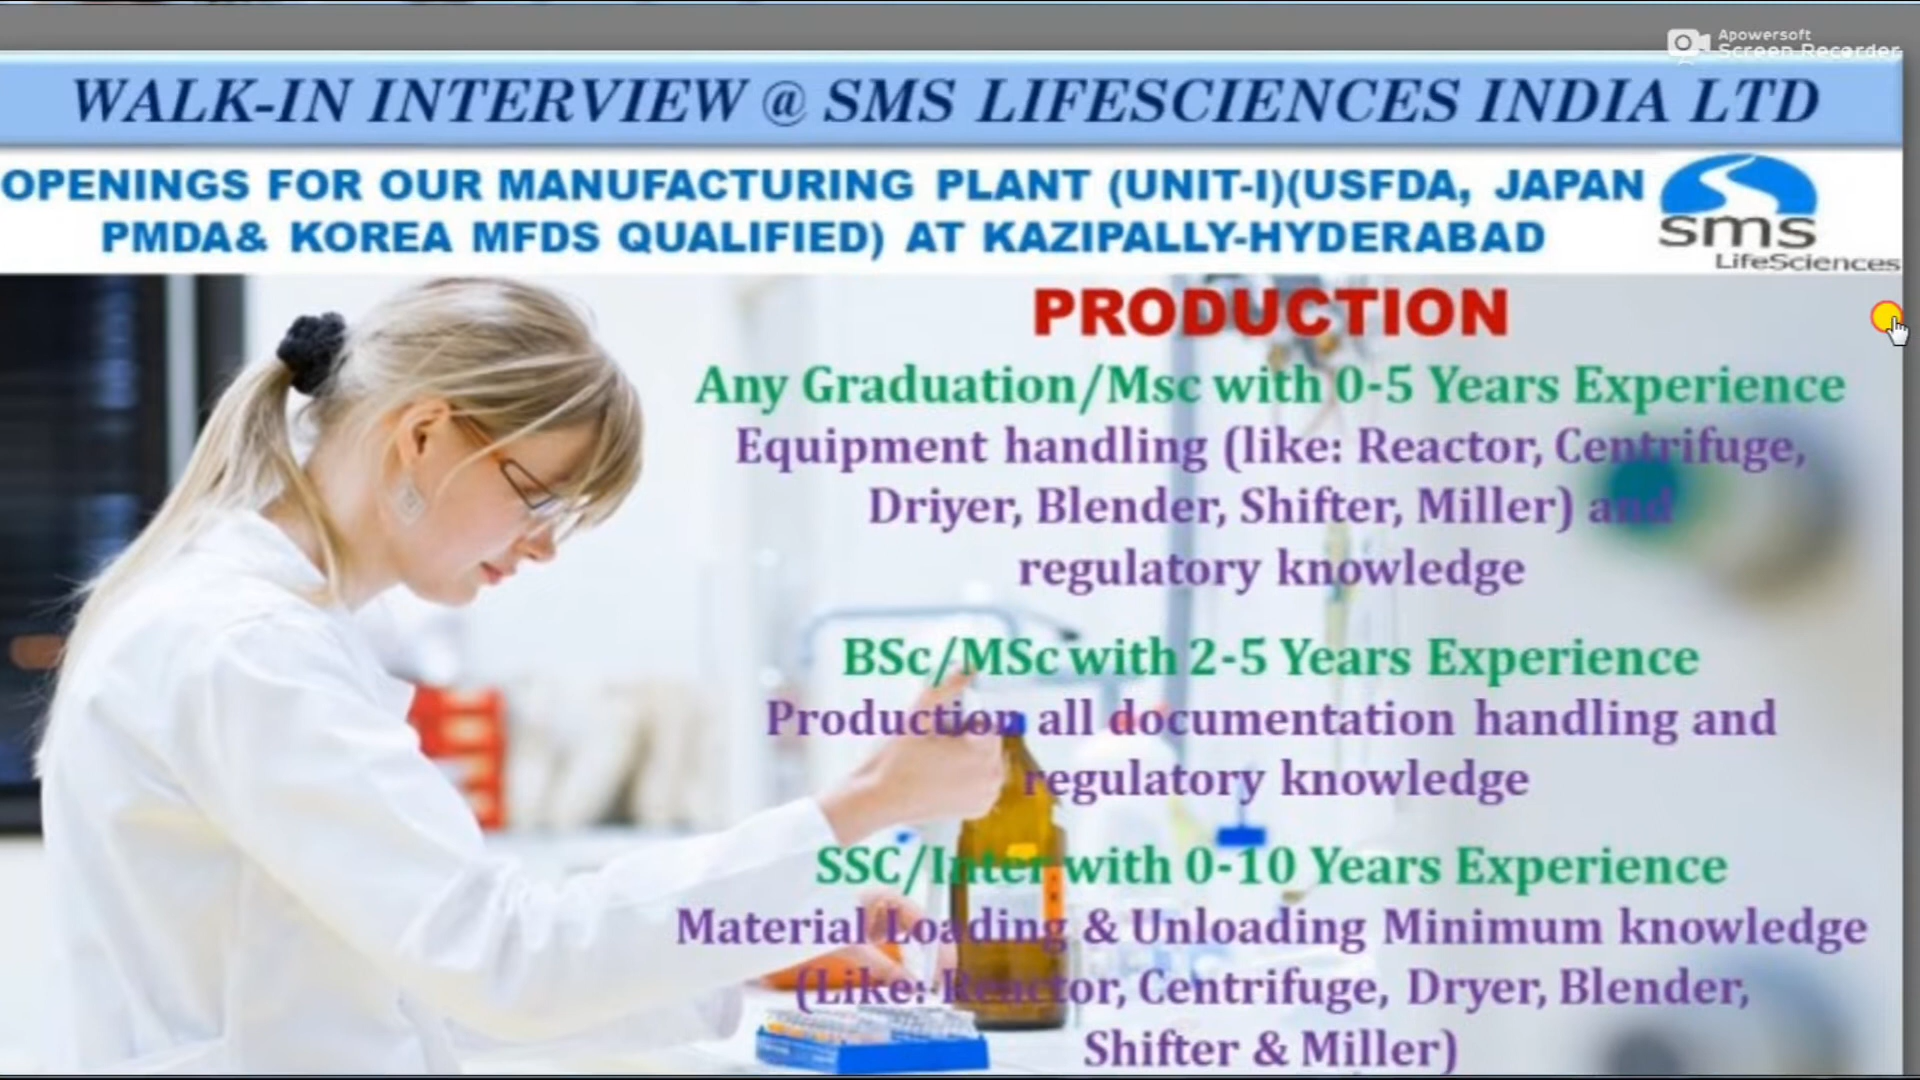 Apowersoft
Screen Recorder
WALK-IN INTERVIEW @ SMS LIFESCIENCES INDIA LTD
OPENINGS FOR OUR MANUFACTURING PLANT (UNIT-I)(USFDA, JAPAN
PMDA& KOREA MFDS QUALIFIED) AT KAZIPALLY-HYDERABAD
sms
LifeSciences
PRODUCTION
Any Graduation/Msc with 0-5 Years Experience
Equipment handling (like: Reactor, Centrifuge,
Driyer, Blender, Shifter, Miller) and
regulatory knowledge
BSc/MSc with 2-5 Years Experience
Production all documentation handling and
regulatory knowledge
SSC/Inter with 0-10 Years Experience
Material Loading & Unloading Minimum knowledge
(Like: Reactor, Centrifuge, Dryer, Blender,
Shifter & Miller)